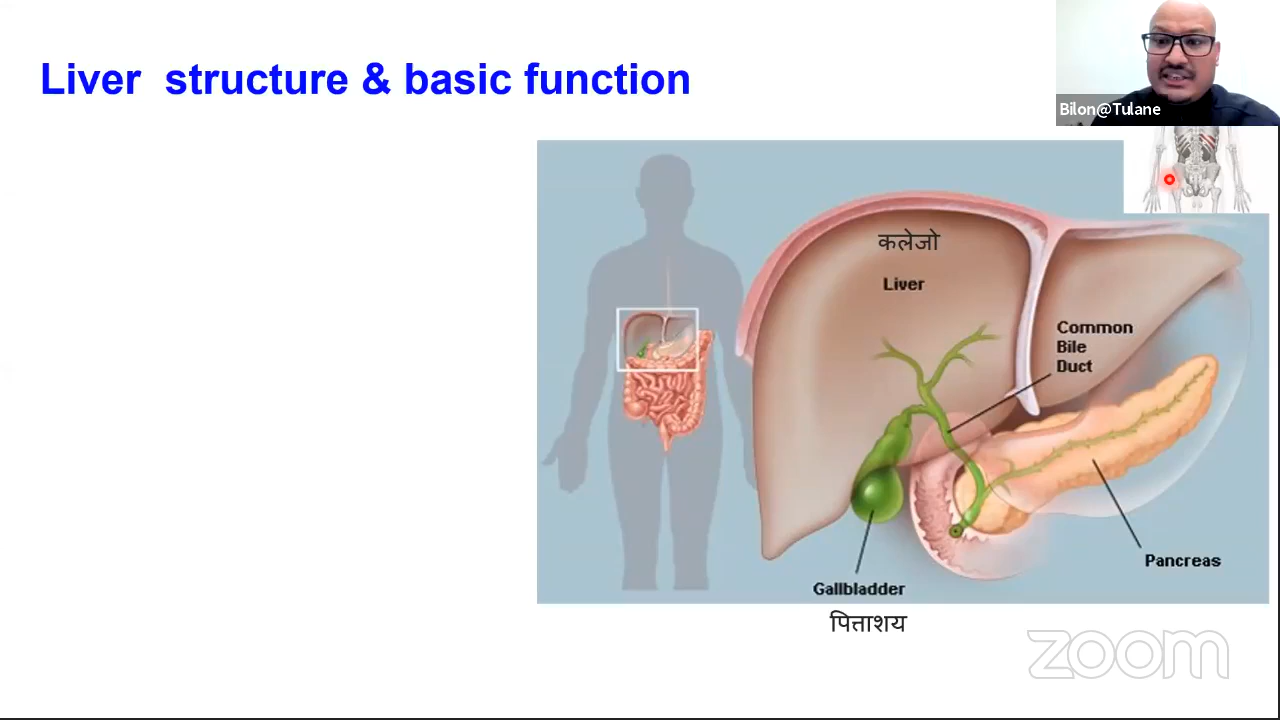 Liver structure & basic function
Bilon@Tulane
कलेजो
Liver
Common
Bile
Duct
Pancreas
Gallbladder
पित्ताशय
zoom